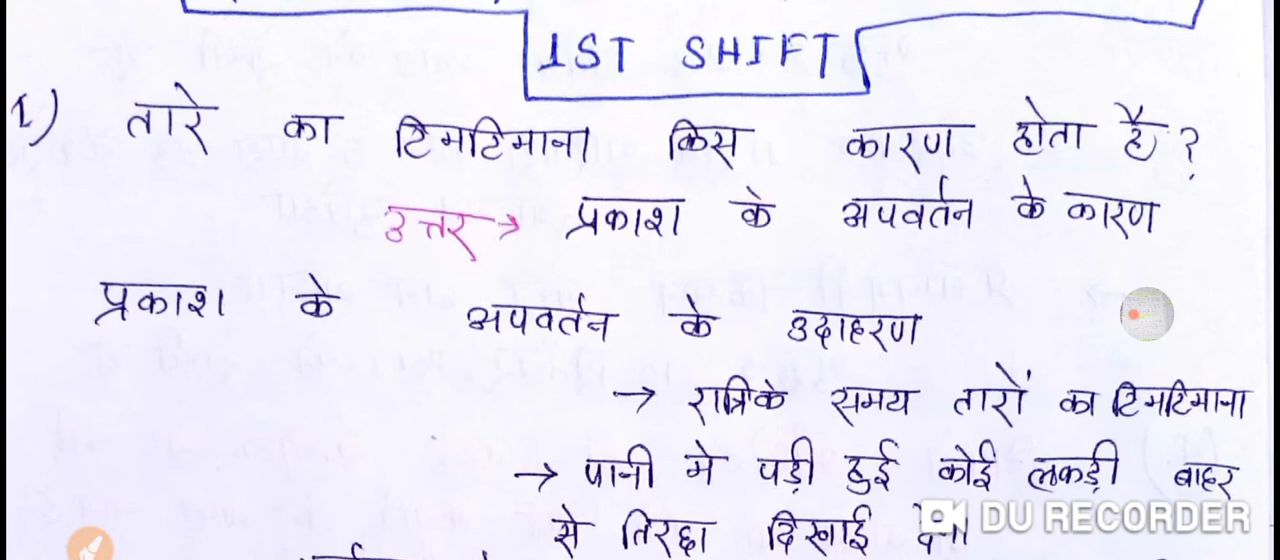 1ST SHIFT
1) तारे का टिमटिमाना किस कारण होता है?
उत्तर → प्रकाश के अपवर्तन के कारण
प्रकाश के अपवर्तन के उदाहरण
→ रात्रि के समय तारों का टिमटिमाना
→ पानी मे पड़ी हुई कोई लकड़ी बाहर
से तिरछा दिखाई
DU RECORDER